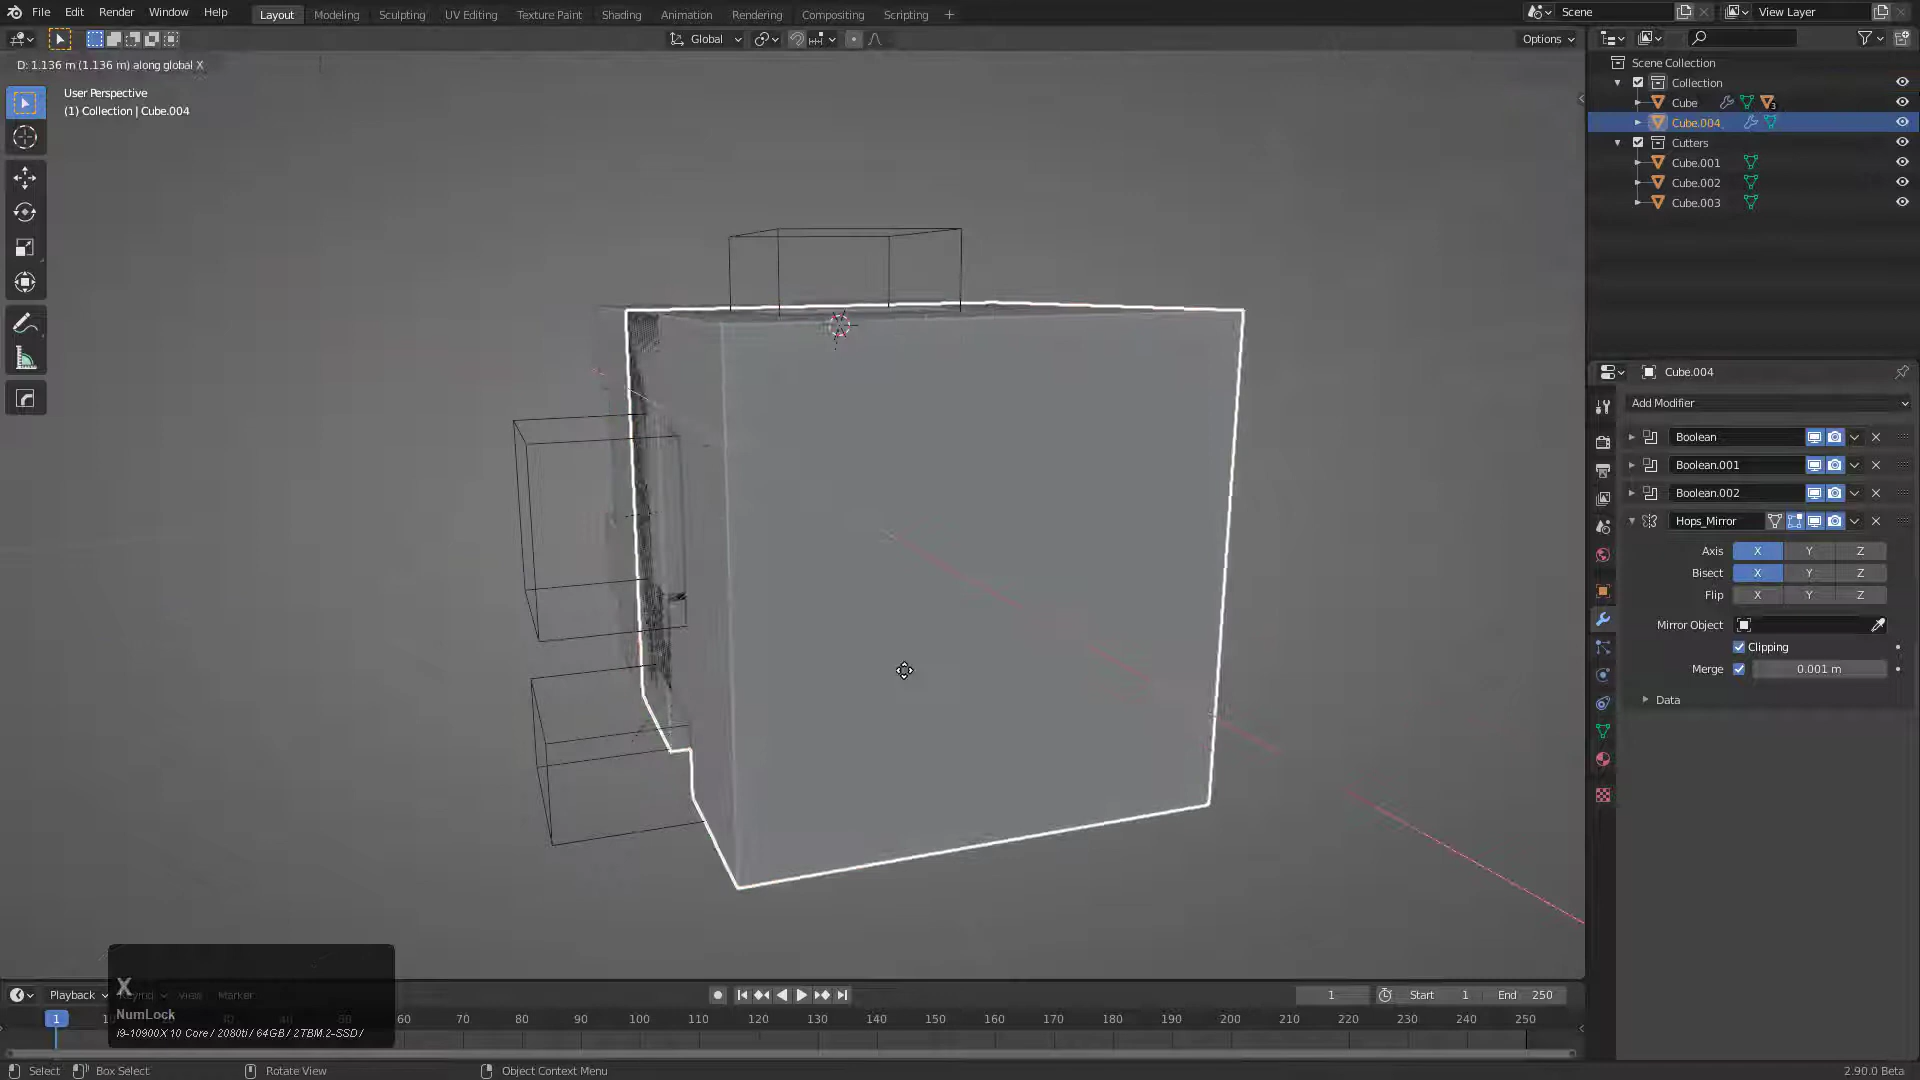 File Edit Render Window Help Layout Modeling Sculpting UV Editing Texture Paint Shading Animation Rendering Compositing Scripting + Scene View Layer
Global Options
D: 1.136 m (1.136 m) along global X
User Perspective
(1) Collection | Cube.004
Scene Collection
Collection
Cube 3
Cube.004
Cutters
Cube.001
Cube.002
Cube.003
Cube.004
Add Modifier
Boolean
Boolean.001
Boolean.002
Hops_Mirror
Axis X Y Z
Bisect X Y Z
Flip X Y Z
Mirror Object
Clipping
Merge 0.001 m
Data
X
NumLock
i9-10900X 10 Core / 2080ti / 64GB / 2TBM.2-SSD /
Playback View Marker 1 Start 1 End 250
1 60 70 80 90 100 110 120 130 140 150 160 170 180 190 200 210 220 230 240 250
Select Box Select Rotate View Object Context Menu 2.90.0 Beta